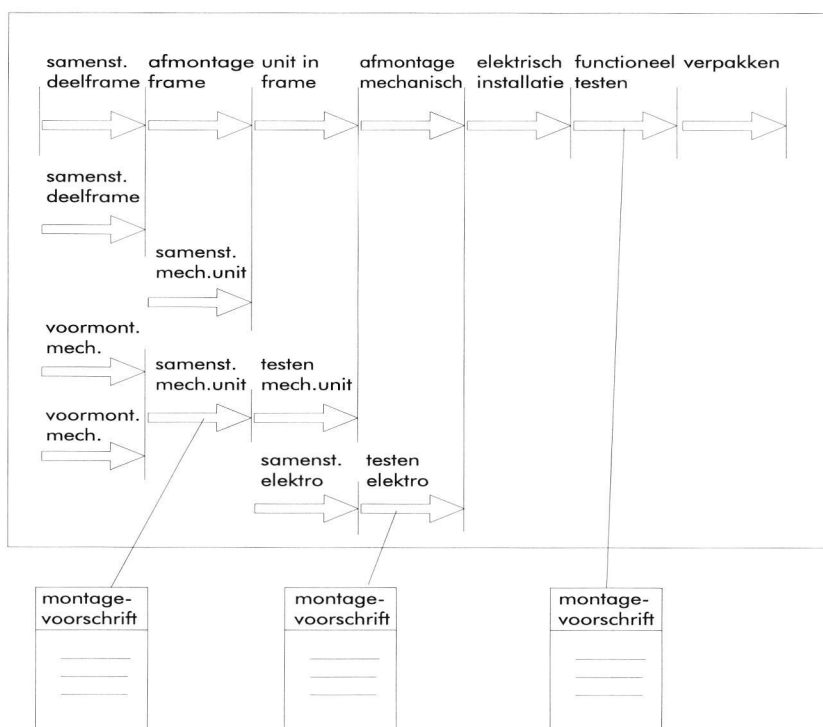 samenst.
deelframe
afmontage
frame
unit in
frame
afmontage
mechanisch
elektrisch
installatie
functioneel
testen
verpakken
samenst.
deelframe
samenst.
mech.unit
voormont.
mech.
samenst.
mech.unit
testen
mech.unit
voormont.
mech.
samenst.
elektro
testen
elektro
montage-
voorschrift
montage-
voorschrift
montage-
voorschrift